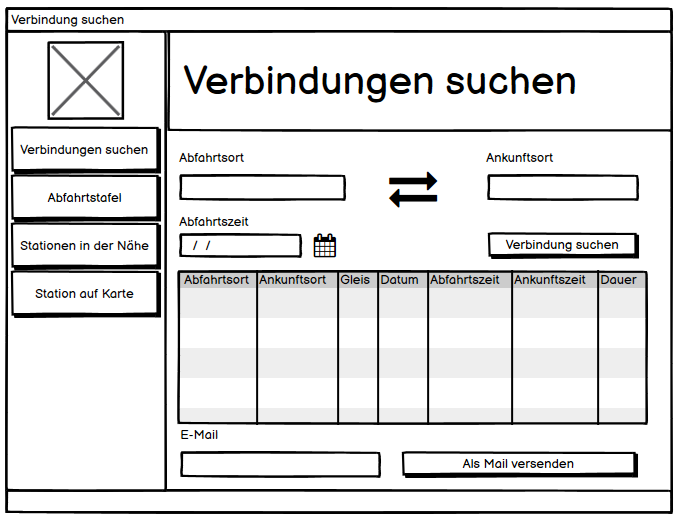 Verbindung suchen
Verbindungen suchen
Verbindungen suchen
Abfahrtstafel
Stationen in der Nähe
Station auf Karte
Abfahrtsort
Ankunftsort
Abfahrtszeit
/ /
Verbindung suchen
Abfahrtsort Ankunftsort Gleis Datum Abfahrtszeit Ankunftszeit Dauer
E-Mail
Als Mail versenden